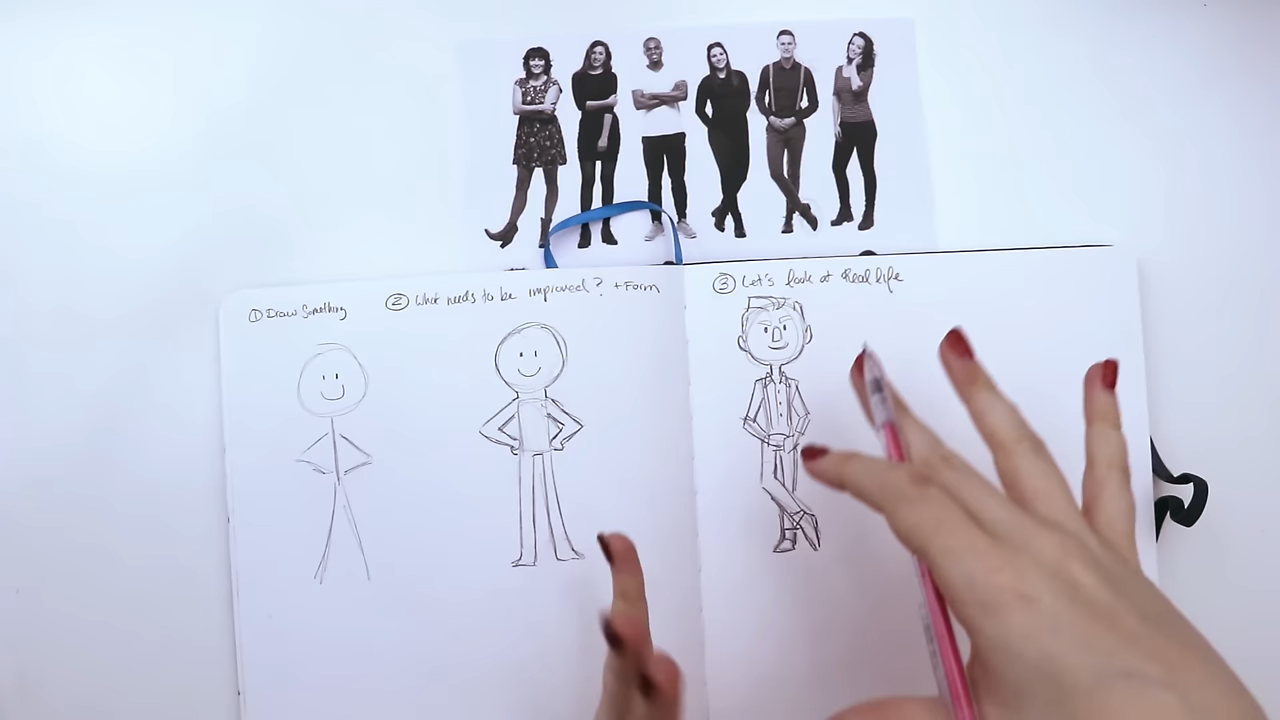 ① Draw Something
② What needs to be improved? + Form
③ Let's look at Real life